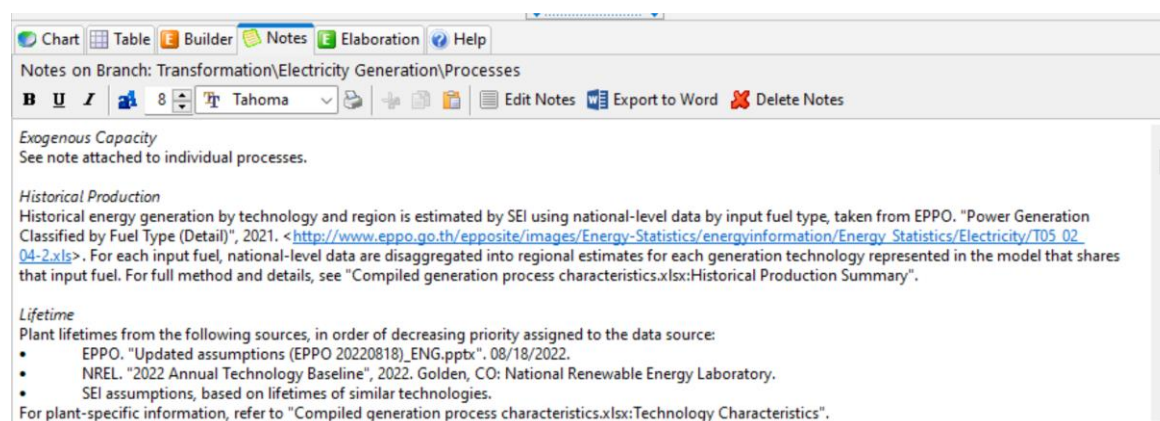 Chart Table Builder Notes Elaboration Help
Notes on Branch: Transformation\Electricity Generation\Processes
B U I 8 Tahoma Edit Notes Export to Word Delete Notes
Exogenous Capacity
See note attached to individual processes.
Historical Production
Historical energy generation by technology and region is estimated by SEI using national-level data by input fuel type, taken from EPPO. "Power Generation
Classified by Fuel Type (Detail)", 2021. <http://www.eppo.go.th/epposite/images/Energy-Statistics/energyinformation/Energy_Statistics/Electricity/T05_02_
04-2.xls>. For each input fuel, national-level data are disaggregated into regional estimates for each generation technology represented in the model that shares
that input fuel. For full method and details, see "Compiled generation process characteristics.xlsx:Historical Production Summary".
Lifetime
Plant lifetimes from the following sources, in order of decreasing priority assigned to the data source:
• EPPO. "Updated assumptions (EPPO 20220818)_ENG.pptx". 08/18/2022.
• NREL. "2022 Annual Technology Baseline", 2022. Golden, CO: National Renewable Energy Laboratory.
• SEI assumptions, based on lifetimes of similar technologies.
For plant-specific information, refer to "Compiled generation process characteristics.xlsx:Technology Characteristics".